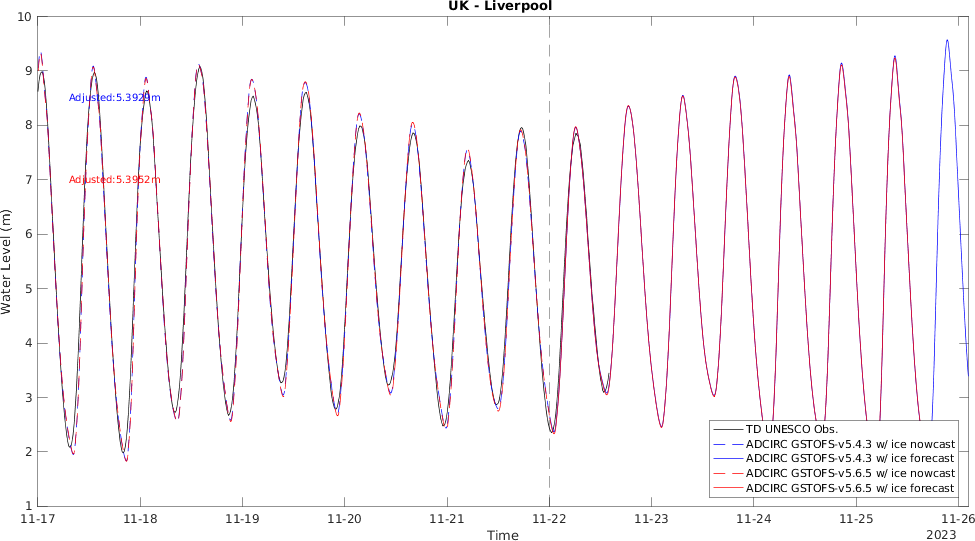 UK - Liverpool
10
9
8
7
6
5
4
3
2
1
Water Level (m)
Adjusted:5.3929m
Adjusted:5.3952m
TD UNESCO Obs.
ADCIRC GSTOFS-v5.4.3 w/ ice nowcast
ADCIRC GSTOFS-v5.4.3 w/ ice forecast
ADCIRC GSTOFS-v5.6.5 w/ ice nowcast
ADCIRC GSTOFS-v5.6.5 w/ ice forecast
11-17 11-18 11-19 11-20 11-21 11-22 11-23 11-24 11-25 11-26
Time
2023